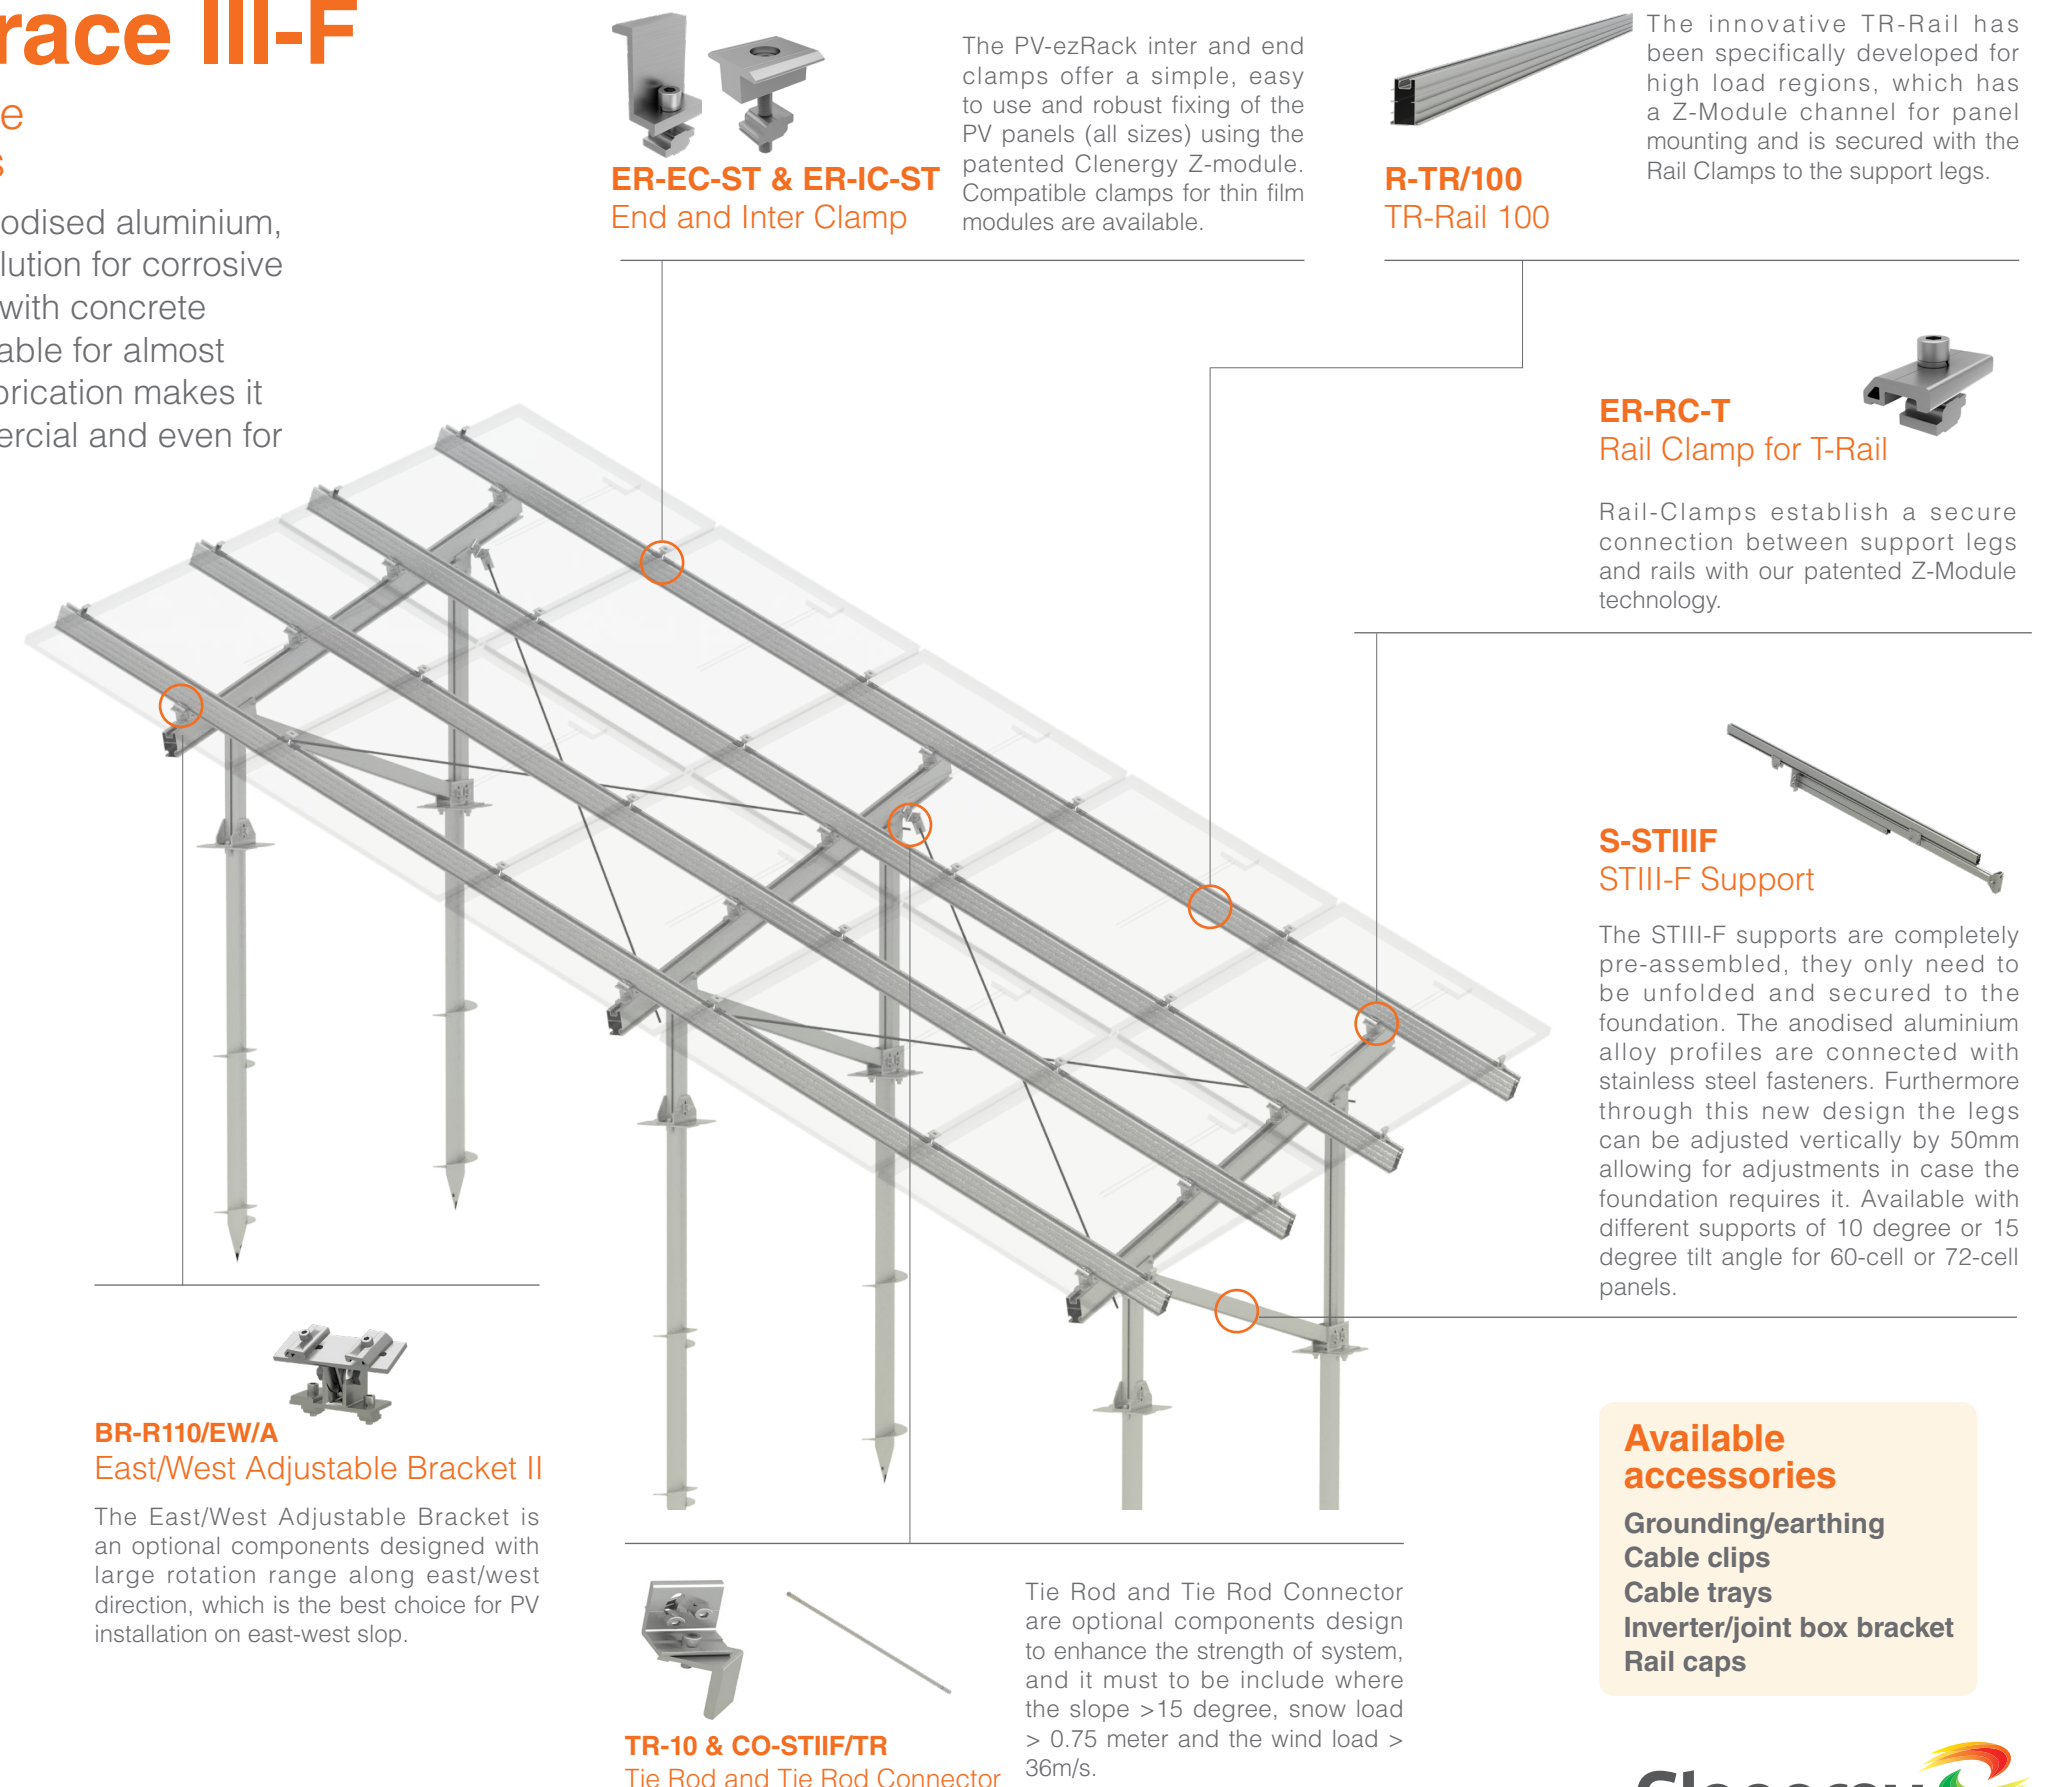 race III-F
e
s
odised aluminium,
lution for corrosive
with concrete
able for almost
brication makes it
ercial and even for
ER-EC-ST & ER-IC-ST
End and Inter Clamp
The PV-ezRack inter and end
clamps offer a simple, easy
to use and robust fixing of the
PV panels (all sizes) using the
patented Clenergy Z-module.
Compatible clamps for thin film
modules are available.
R-TR/100
TR-Rail 100
The innovative TR-Rail has
been specifically developed for
high load regions, which has
a Z-Module channel for panel
mounting and is secured with the
Rail Clamps to the support legs.
ER-RC-T
Rail Clamp for T-Rail
Rail-Clamps establish a secure
connection between support legs
and rails with our patented Z-Module
technology.
S-STIIIF
STIII-F Support
The STIII-F supports are completely
pre-assembled, they only need to
be unfolded and secured to the
foundation. The anodised aluminium
alloy profiles are connected with
stainless steel fasteners. Furthermore
through this new design the legs
can be adjusted vertically by 50mm
allowing for adjustments in case the
foundation requires it. Available with
different supports of 10 degree or 15
degree tilt angle for 60-cell or 72-cell
panels.
BR-R110/EW/A
East/West Adjustable Bracket II
The East/West Adjustable Bracket is
an optional components designed with
large rotation range along east/west
direction, which is the best choice for PV
installation on east-west slop.
TR-10 & CO-STIIF/TR
Tie Rod and Tie Rod Connector
Tie Rod and Tie Rod Connector
are optional components design
to enhance the strength of system,
and it must to be include where
the slope >15 degree, snow load
> 0.75 meter and the wind load >
36m/s.
Available
accessories
Grounding/earthing
Cable clips
Cable trays
Inverter/joint box bracket
Rail caps
Clenergy